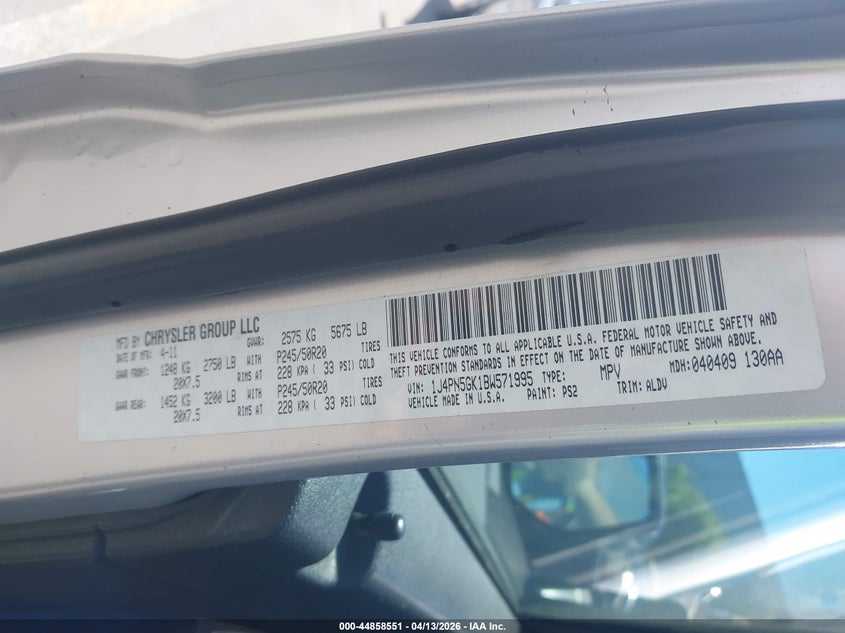 MFD BY CHRYSLER GROUP LLC
DATE OF MFR: 4-11 GVWR: 2575 KG 5675 LB
GAWR FRONT: 1248 KG 2750 LB WITH P245/50R20 TIRES
20X7.5 RIMS AT 228 KPA ( 33 PSI) COLD
GAWR REAR: 1452 KG 3200 LB WITH P245/50R20 TIRES
20X7.5 RIMS AT 228 KPA ( 33 PSI) COLD
THIS VEHICLE CONFORMS TO ALL APPLICABLE U.S.A. FEDERAL MOTOR VEHICLE SAFETY AND
THEFT PREVENTION STANDARDS IN EFFECT ON THE DATE OF MANUFACTURE SHOWN ABOVE.
VIN: 1J4PN5GK1BW571995 TYPE: MPV MDH:040409 130AA
VEHICLE MADE IN U.S.A. PAINT: PS2 TRIM: ALDV
000-44858551 | 04/13/2026 - IAA Inc.